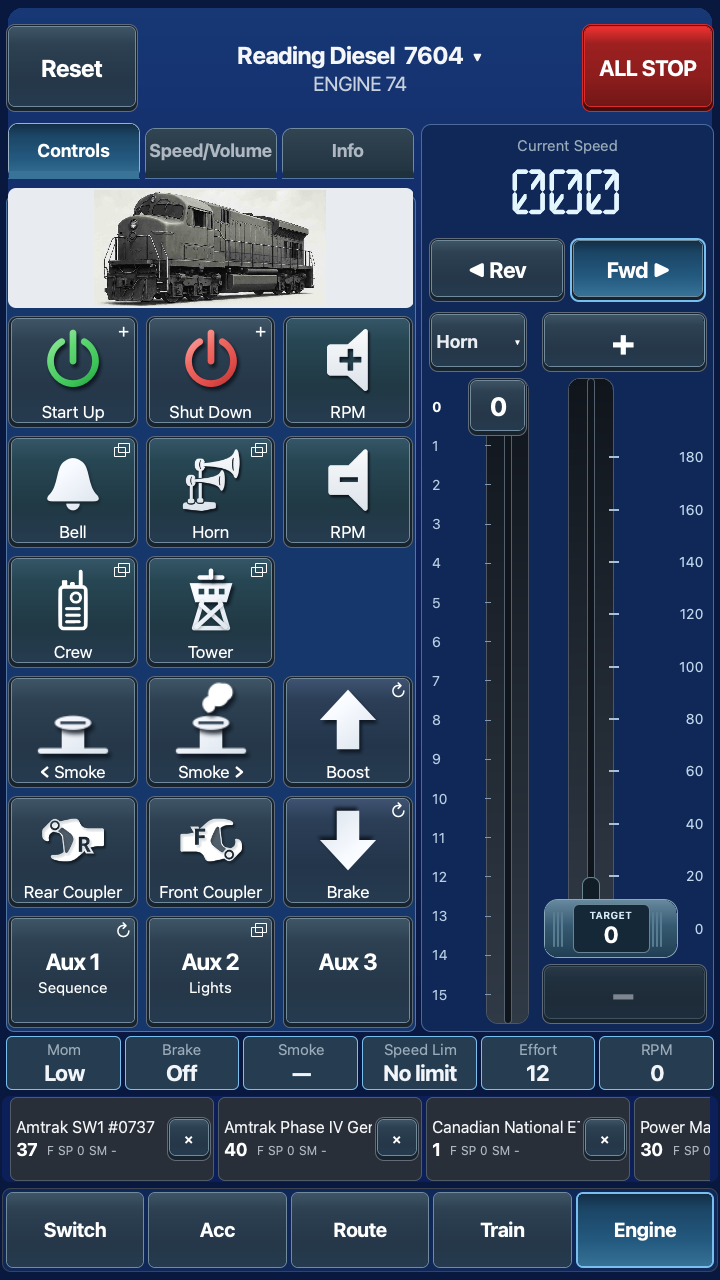 Reset
Reading Diesel 7604 ▾
ENGINE 74
ALL STOP
Controls
Speed/Volume
Info
Current Speed
000
◀ Rev
Fwd ▶
Horn ▾
+
Start Up
+
Shut Down
+
RPM
Bell
Horn
RPM
Crew
Tower
< Smoke
Smoke >
Boost
R
Rear Coupler
F
Front Coupler
Brake
Aux 1
Sequence
Aux 2
Lights
Aux 3
0
0
1
2
3
4
5
6
7
8
9
10
11
12
13
14
15
180
160
140
120
100
80
60
40
20
0
TARGET
0
–
Mom
Low
Brake
Off
Smoke
—
Speed Lim
No limit
Effort
12
RPM
0
Amtrak SW1 #0737
37 F SP 0 SM -
×
Amtrak Phase IV Ger
40 F SP 0 SM -
×
Canadian National
1 F SP 0 SM -
×
Power Ma
30 F SP 0
Switch
Acc
Route
Train
Engine